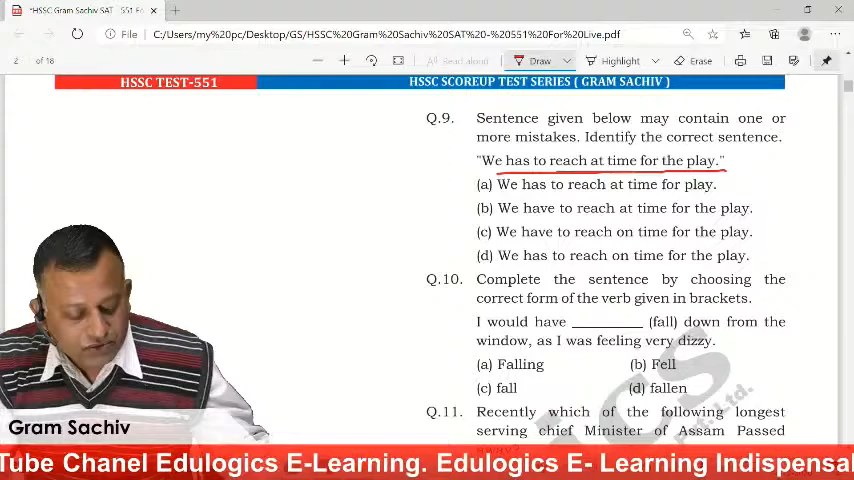 *HSSC Gram Sachiv SAT - 551 Fo
File C:/Users/my%20pc/Desktop/GS/HSSC%20Gram%20Sachiv%20SAT%20-%20551%20For%20Live.pdf
2 of 18 Read aloud Draw Highlight Erase
HSSC TEST-551 HSSC SCOREUP TEST SERIES ( GRAM SACHIV )
Q.9. Sentence given below may contain one or
more mistakes. Identify the correct sentence.
"We has to reach at time for the play."
(a) We has to reach at time for play.
(b) We have to reach at time for the play.
(c) We have to reach on time for the play.
(d) We has to reach on time for the play.
Q.10. Complete the sentence by choosing the
correct form of the verb given in brackets.
I would have ________ (fall) down from the
window, as I was feeling very dizzy.
(a) Falling (b) Fell
(c) fall (d) fallen
Q.11. Recently which of the following longest
serving chief Minister of Assam Passed
Gram Sachiv
Tube Chanel Edulogics E-Learning. Edulogics E- Learning Indispensal
ICS
Pvt. Ltd.